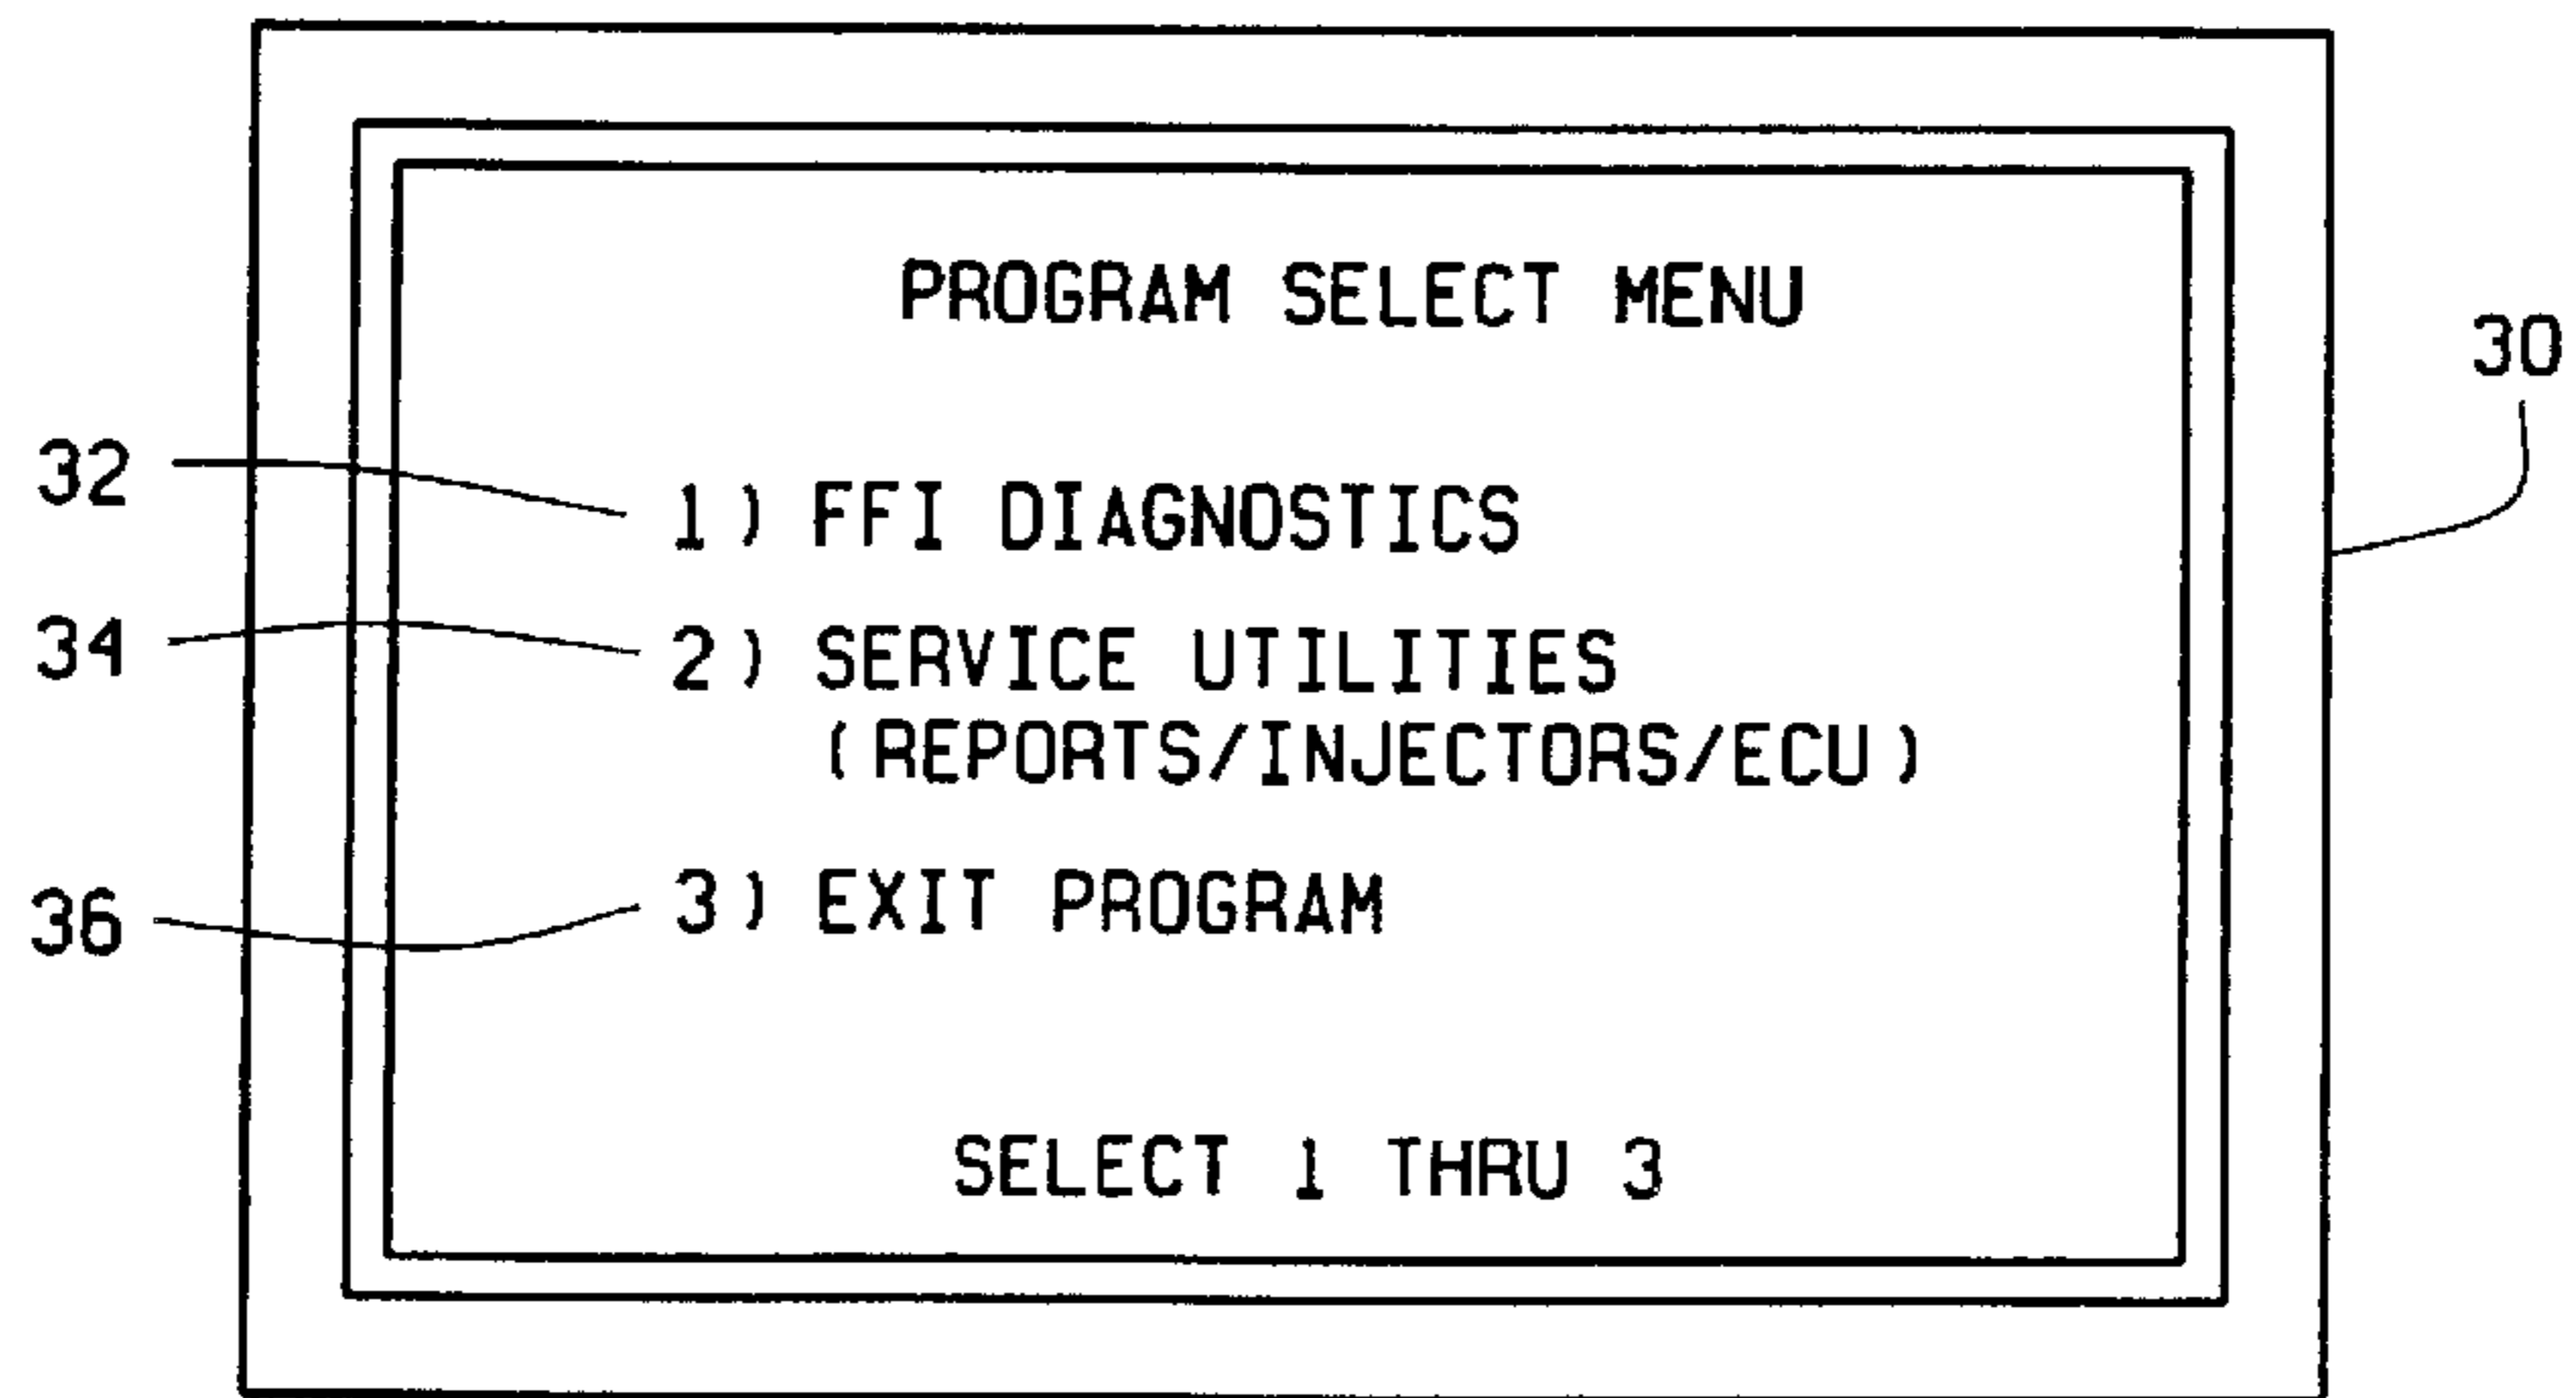 PROGRAM SELECT MENU
30
32
1) FFI DIAGNOSTICS
34
2) SERVICE UTILITIES
(REPORTS/INJECTORS/ECU)
36
3) EXIT PROGRAM
SELECT 1 THRU 3